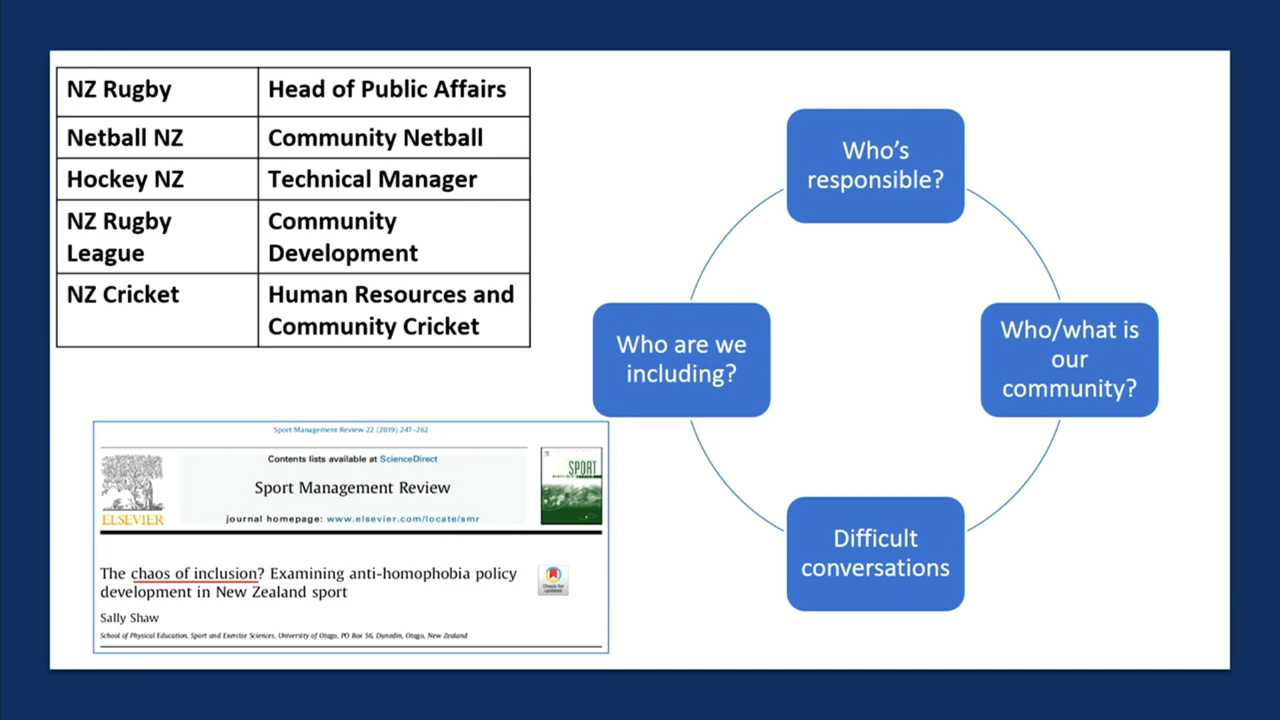 NZ Rugby
Head of Public Affairs
Netball NZ
Community Netball
Hockey NZ
Technical Manager
NZ Rugby
League
Community
Development
NZ Cricket
Human Resources and
Community Cricket
Who's
responsible?
Who/what is
our
community?
Difficult
conversations
Who are we
including?
Sport Management Review 22 (2019) 247–262
Contents lists available at ScienceDirect
Sport Management Review
journal homepage: www.elsevier.com/locate/smr
ELSEVIER
SPORT
The chaos of inclusion? Examining anti-homophobia policy
development in New Zealand sport
Check for
updates
Sally Shaw
School of Physical Education, Sport and Exercise Sciences, University of Otago, PO Box 56, Dunedin, Otago, New Zealand